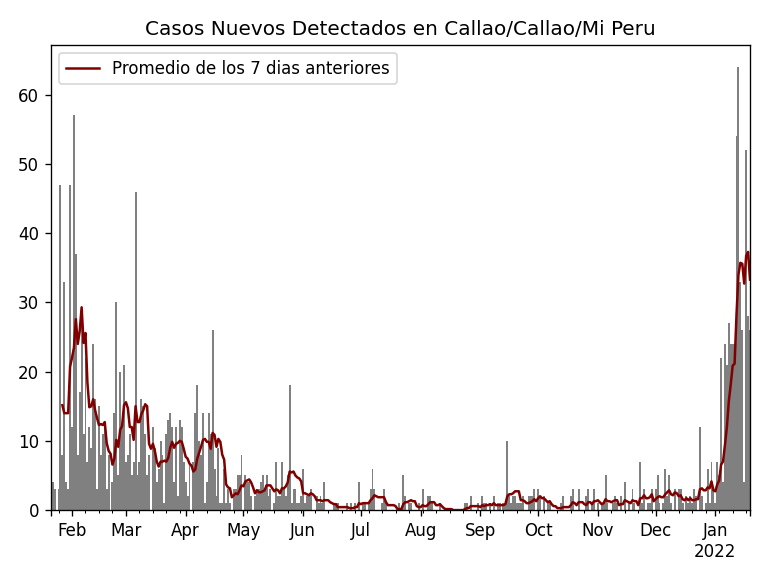 Casos Nuevos Detectados en Callao/Callao/Mi Peru
Promedio de los 7 dias anteriores
60
50
40
30
20
10
0
Feb Mar Apr May Jun Jul Aug Sep Oct Nov Dec Jan
2022